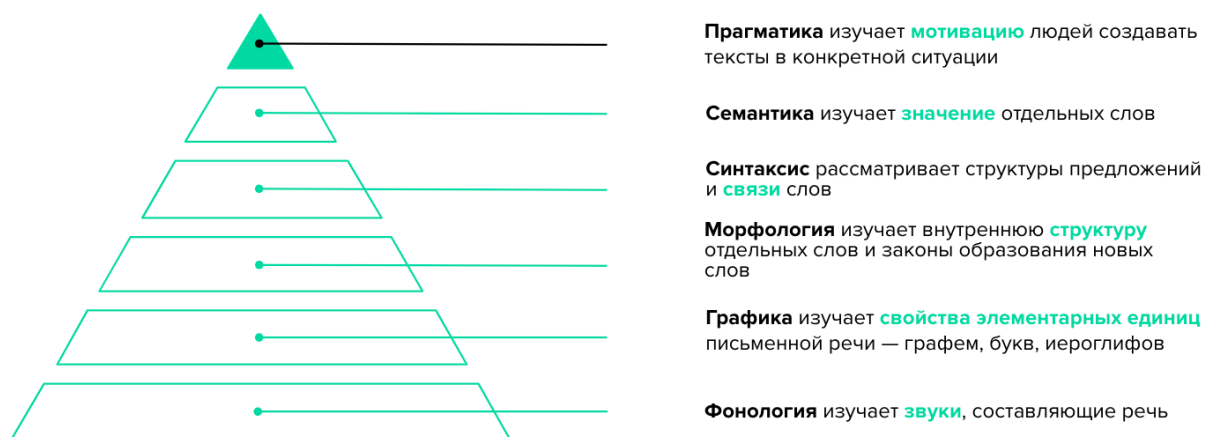 Прагматика изучает мотивацию людей создавать
тексты в конкретной ситуации
Семантика изучает значение отдельных слов
Синтаксис рассматривает структуры предложений
и связи слов
Морфология изучает внутреннюю структуру
отдельных слов и законы образования новых
слов
Графика изучает свойства элементарных единиц
письменной речи — графем, букв, иероглифов
Фонология изучает звуки, составляющие речь